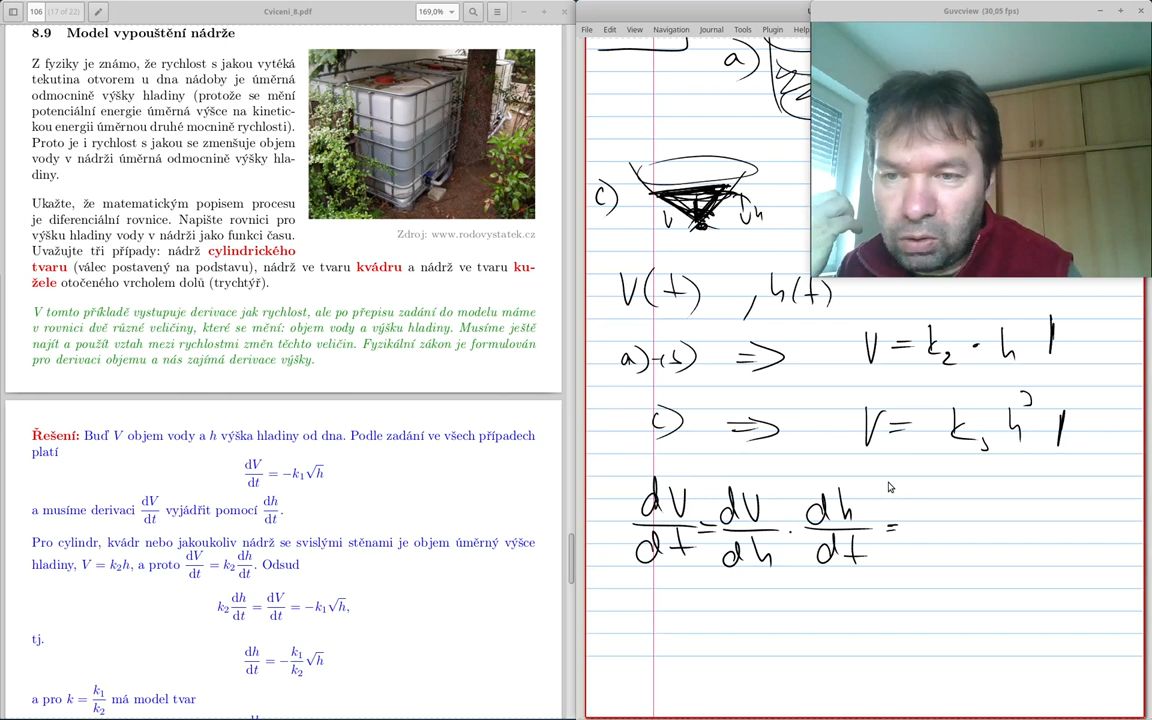 106 (17 of 22) Cviceni_8.pdf 169,0%
8.9 Model vypouštění nádrže
Z fyziky je známo, že rychlost s jakou vytéká
tekutina otvorem u dna nádoby je úměrná
odmocnině výšky hladiny (protože se mění
potenciální energie úměrná výšce na kinetic-
kou energii úměrnou druhé mocnině rychlosti).
Proto je i rychlost s jakou se zmenšuje objem
vody v nádrži úměrná odmocnině výšky hla-
diny.
Ukažte, že matematickým popisem procesu
je diferenciální rovnice. Napište rovnici pro
výšku hladiny vody v nádrži jako funkci času.
Uvažujte tři případy: nádrž cylindrického
tvaru (válec postavený na podstavu), nádrž ve tvaru kvádru a nádrž ve tvaru ku-
žele otočeného vrcholem dolů (trychtýř).
Zdroj: www.rodovystatek.cz
V tomto příkladě vystupuje derivace jak rychlost, ale po přepisu zadání do modelu máme
v rovnici dvě různé veličiny, které se mění: objem vody a výšku hladiny. Musíme ještě
najít a použít vztah mezi rychlostmi změn těchto veličin. Fyzikální zákon je formulován
pro derivaci objemu a nás zajímá derivace výšky.
Řešení: Buď V objem vody a h výška hladiny od dna. Podle zadání ve všech případech
platí
dV/dt = −k₁√h
a musíme derivaci dV/dt vyjádřit pomocí dh/dt.
Pro cylindr, kvádr nebo jakoukoliv nádrž se svislými stěnami je objem úměrný výšce
hladiny, V = k₂h, a proto dV/dt = k₂ dh/dt. Odsud
k₂ dh/dt = dV/dt = −k₁√h,
tj.
dh/dt = −k₁/k₂ √h
a pro k = k₁/k₂ má model tvar
File Edit View Navigation Journal Tools Plugin Help
Guvcview (30,05 fps)
a)
c)
V h
V(t) , h(t)
a)+b) ⇒ V = k₂ · h
c) ⇒ V = k₃ h³
dV/dt = dV/dh · dh/dt =